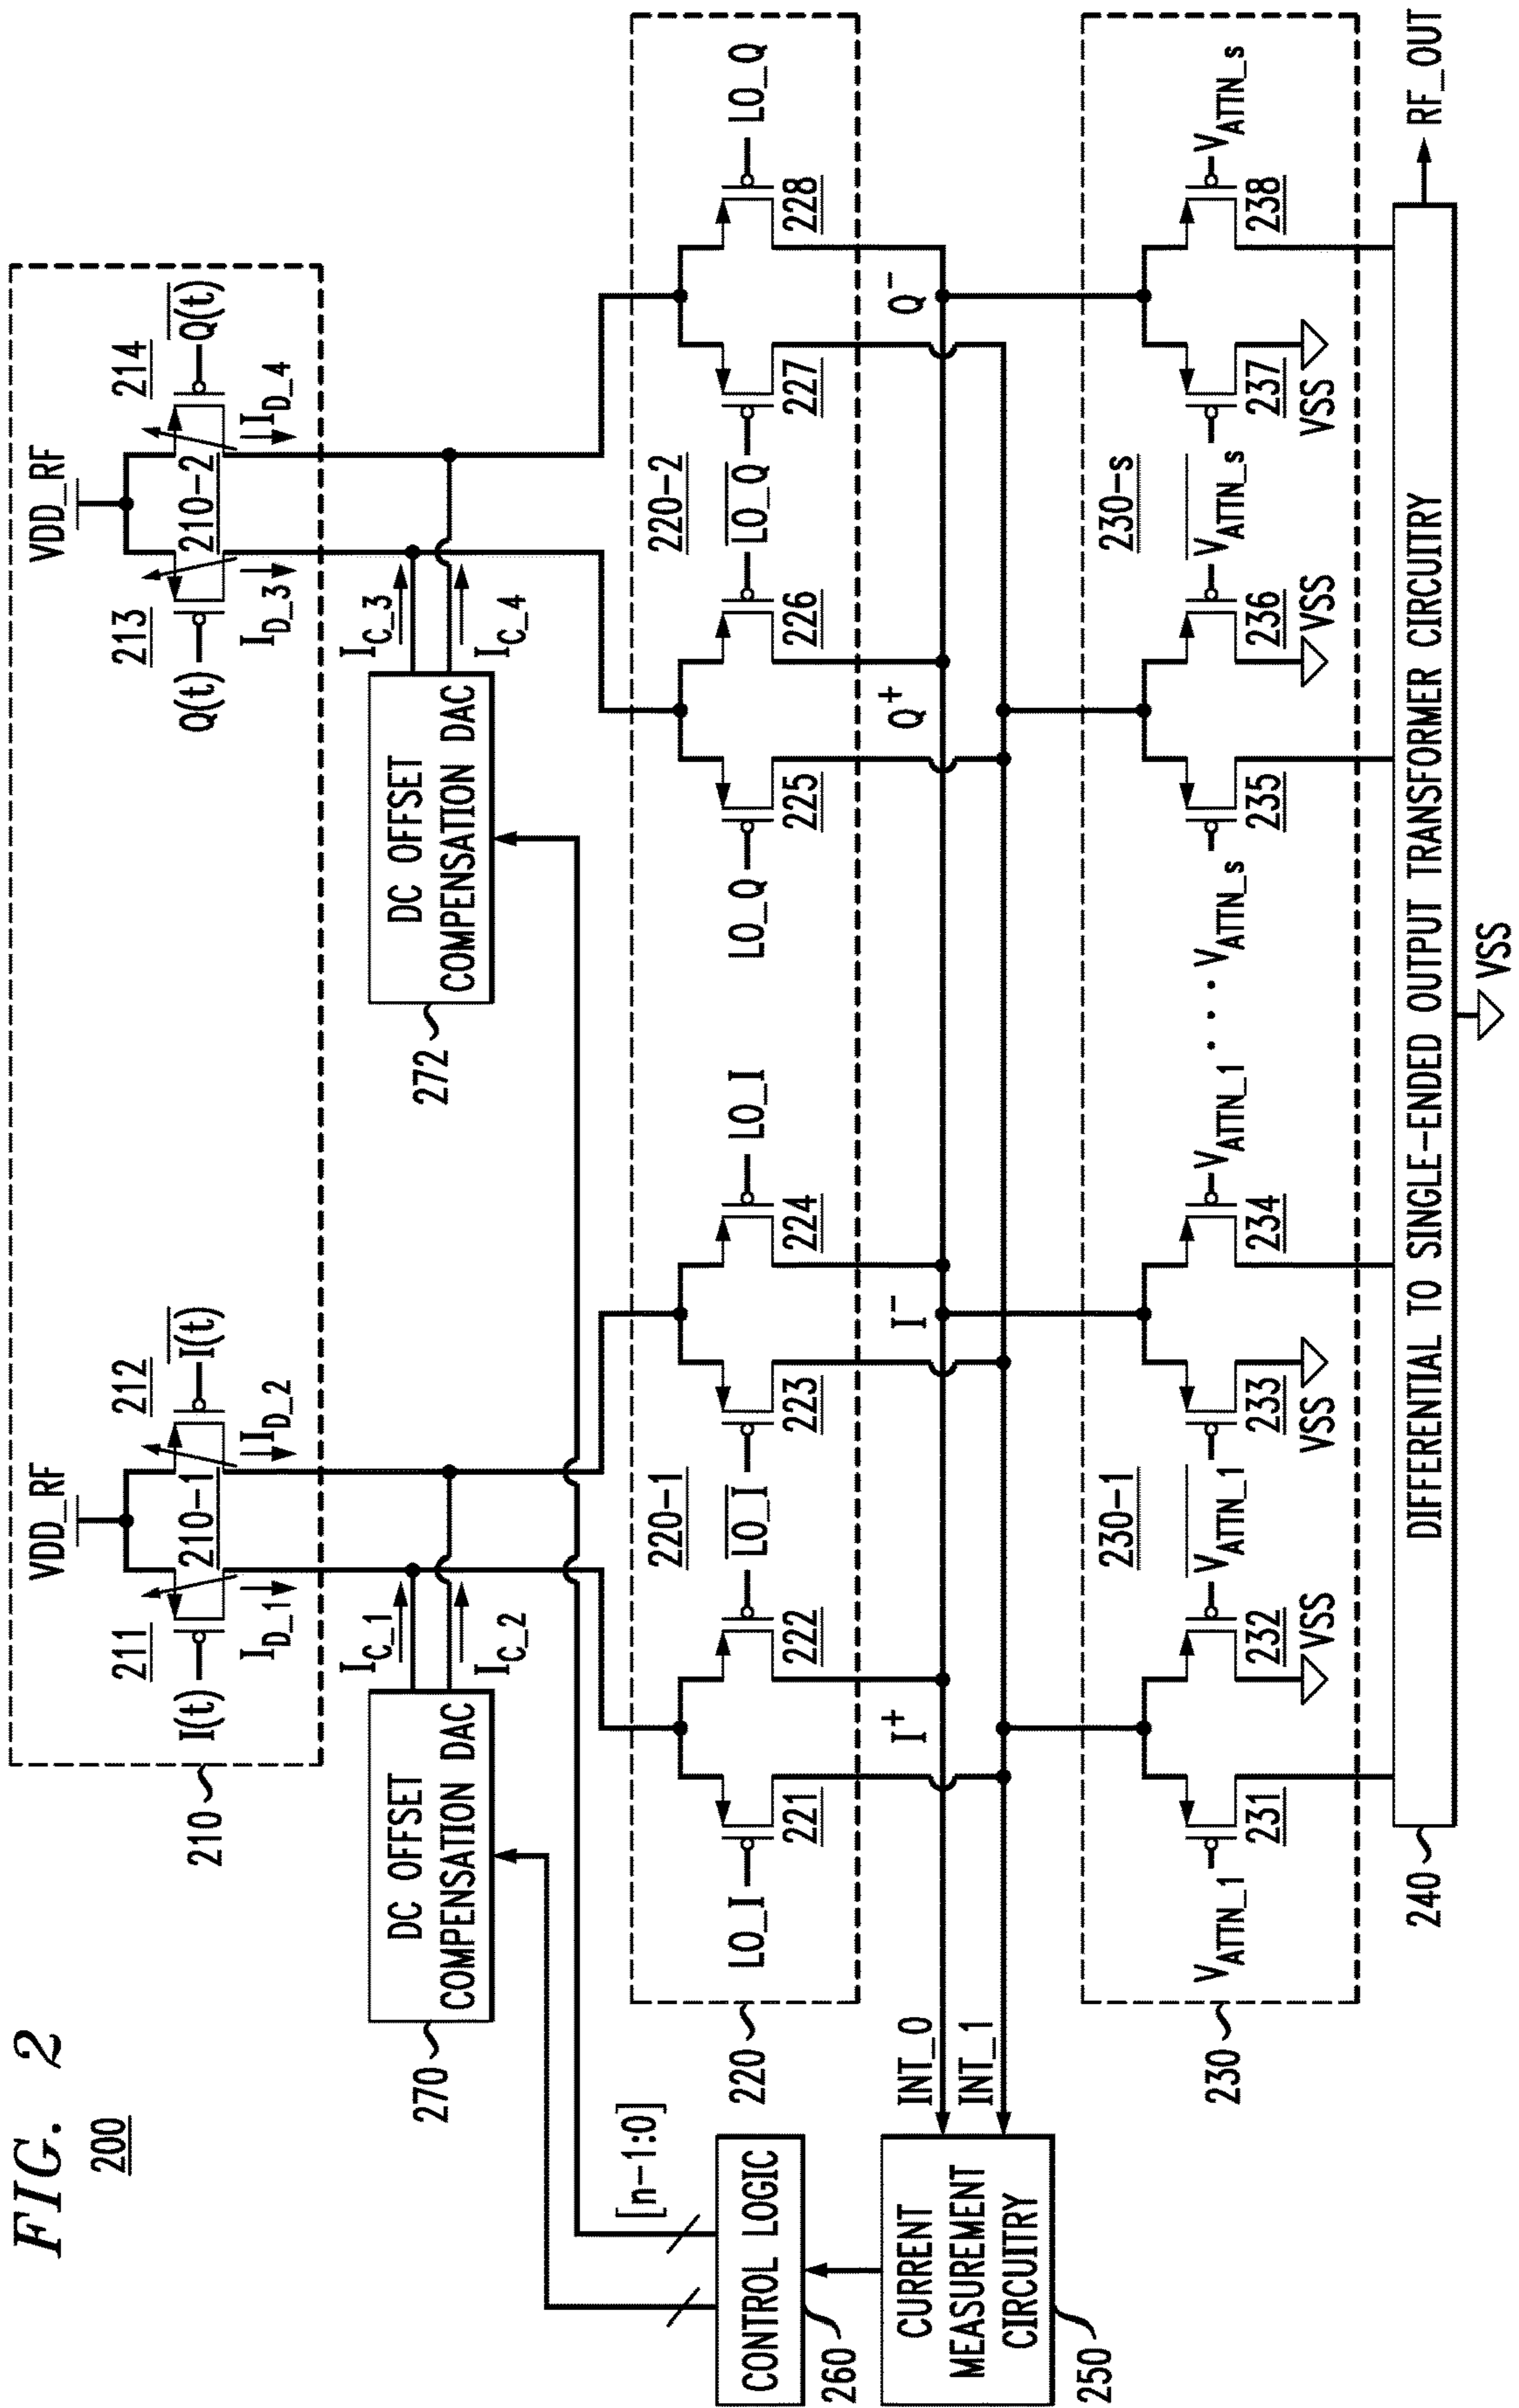 FIG. 2
200
VDD_RF
VDD_RF
211
210-1
212
213
210-2
214
I(t)
I(t)
Q(t)
Q(t)
I_D_1
I_D_2
I_D_3
I_D_4
210
DC OFFSET
COMPENSATION DAC
270
I_C_1
I_C_2
DC OFFSET
COMPENSATION DAC
272
I_C_3
I_C_4
[n-1:0]
220-1
220-2
LO_I
LO_I
LO_I
LO_Q
LO_Q
LO_Q
221
222
223
224
225
226
227
228
220
CONTROL LOGIC
260
I+
I-
Q+
Q-
INT_0
INT_1
CURRENT
MEASUREMENT
CIRCUITRY
250
230-1
230-s
V_ATTN_1
V_ATTN_1
V_ATTN_1
....
V_ATTN_s
V_ATTN_s
V_ATTN_s
231
232
233
234
235
236
237
238
VSS
VSS
VSS
VSS
230
DIFFERENTIAL TO SINGLE-ENDED OUTPUT TRANSFORMER CIRCUITRY
240
RF_OUT
VSS